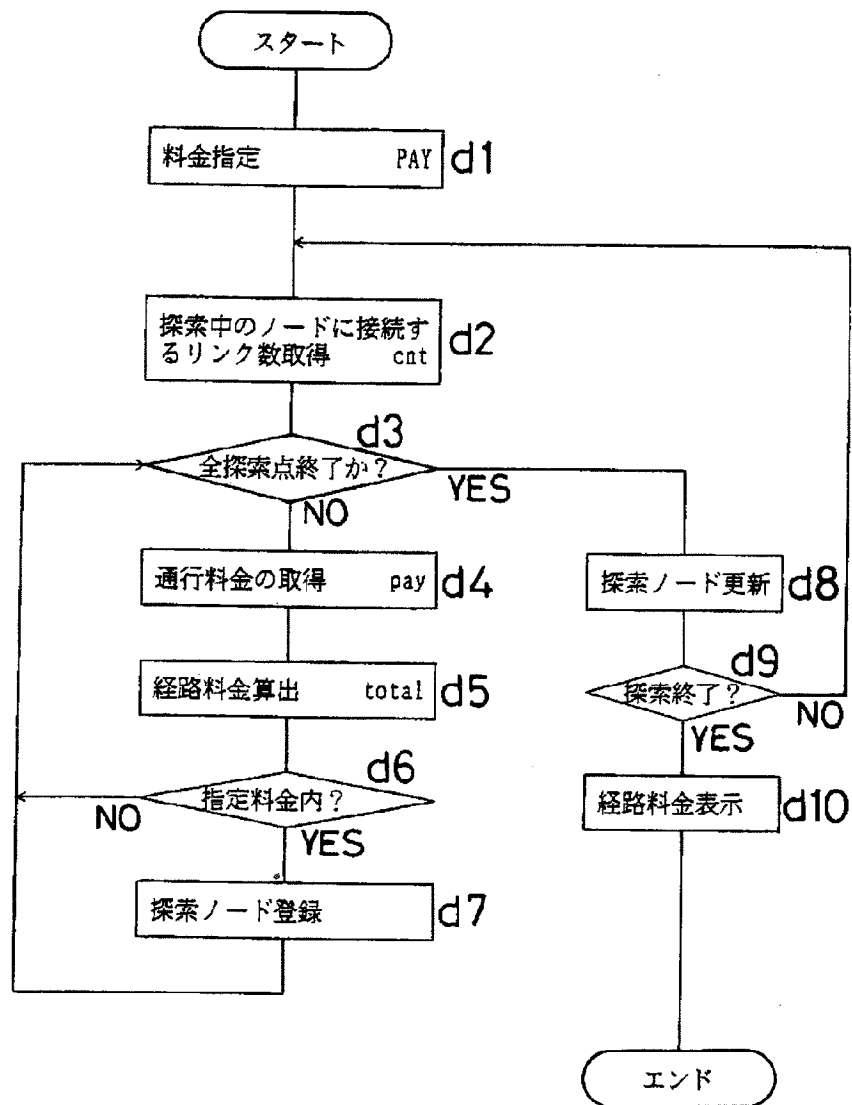 スタート
料金指定 PAY d1
探索中のノードに接続す
るリンク数取得 cnt d2
d3
全探索点終了か?
YES
NO
通行料金の取得 pay d4
経路料金算出 total d5
d6
指定料金内?
NO
YES
探索ノード登録 d7
探索ノード更新 d8
d9
探索終了?
NO
YES
経路料金表示 d10
エンド